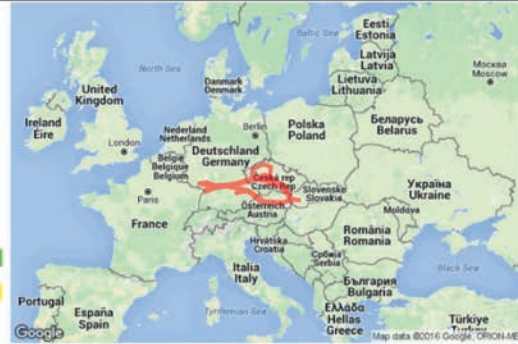 Eesti
Estonia
Baltic Sea
Latvija
Latvia
Москва
Moscow
North Sea
Danmark
Denmark
Lietuva
Lithuania
United
Kingdom
Беларусь
Belarus
Ireland
Éire
Nederland
Netherlands
Berlin
Polska
Poland
London
België
Belgique
Belgium
Deutschland
Germany
Česká rep
Czech Rep
Україна
Ukraine
Paris
Slovensko
Slovakia
Österreich
Austria
Moldova
France
Hrvatska
Croatia
România
Romania
Србија
Serbia
Italia
Italy
България
Bulgaria
Black Sea
Portugal
España
Spain
Tyrrhenian Sea
Ελλάδα
Hellas
Greece
Türkiye
Google
Map data ©2016 Google, ORION-ME